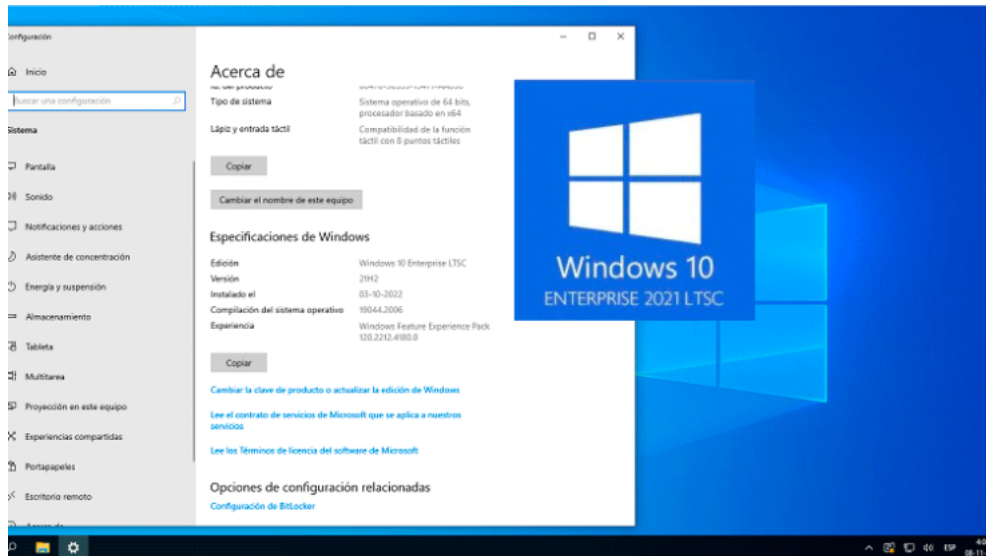 Configuración
Inicio
Acerca de
Buscar una configuración
Id. del producto
Tipo de sistema
Sistema operativo de 64 bits,
procesador basado en x64
Sistema
Lápiz y entrada táctil
Compatibilidad de la función
táctil con 8 puntos táctiles
Pantalla
Copiar
Sonido
Cambiar el nombre de este equipo
Notificaciones y acciones
Especificaciones de Windows
Asistente de concentración
Edición
Windows 10 Enterprise LTSC
Versión
21H2
Energía y suspensión
Instalado el
03-10-2022
Compilación del sistema operativo
19044.2006
Almacenamiento
Experiencia
Windows Feature Experience Pack
120.2212.4180.0
Tableta
Copiar
Multitarea
Cambiar la clave de producto o actualizar la edición de Windows
Proyección en este equipo
Lee el contrato de servicios de Microsoft que se aplica a nuestros
servicios
Experiencias compartidas
Lee los Términos de licencia del software de Microsoft
Portapapeles
Opciones de configuración relacionadas
Escritorio remoto
Configuración de BitLocker
Acerca de
Windows 10
ENTERPRISE 2021 LTSC
ESP